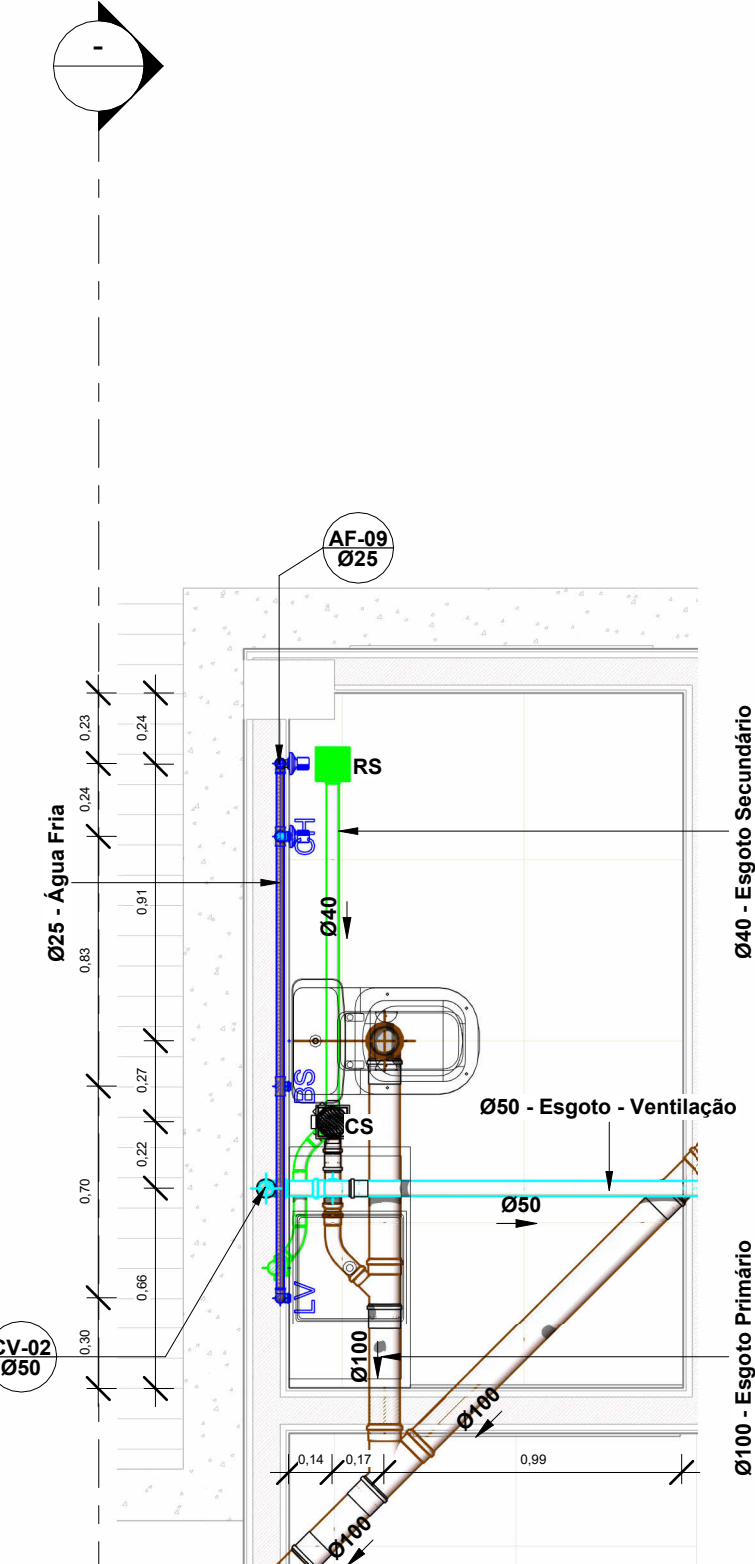 -
AF-09
Ø25
0,23
0,24
Ø25 - Água Fria
0,24
RS
CH
0,91
0,83
Ø40
Ø40 - Esgoto Secundário
0,27
BS
CS
Ø50 - Esgoto - Ventilação
0,22
0,70
Ø50
0,66
LV
0,30
CV-02
Ø50
Ø100
Ø100 - Esgoto Primário
Ø100
0,14
0,17
0,99
Ø100